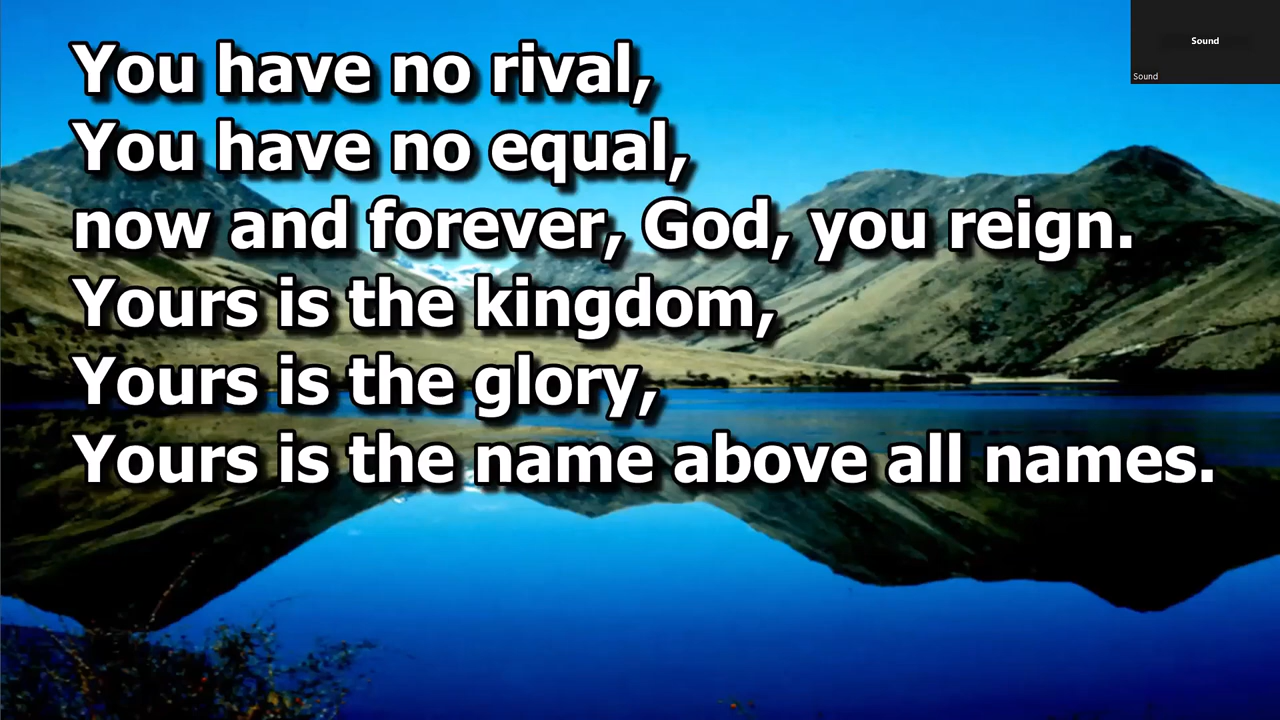 Sound
Sound
You have no rival,
You have no equal,
now and forever, God, you reign.
Yours is the kingdom,
Yours is the glory,
Yours is the name above all names.